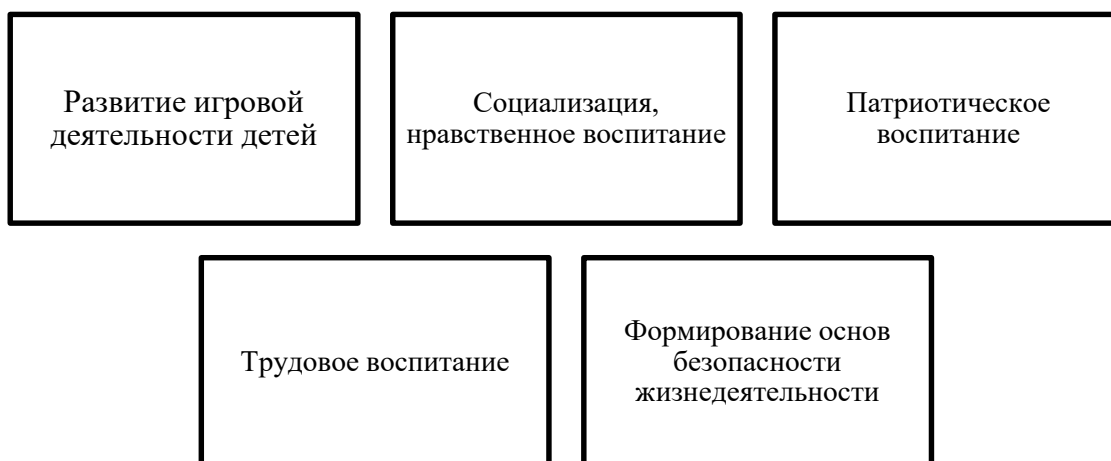 Развитие игровой
деятельности детей
Социализация,
нравственное воспитание
Патриотическое
воспитание
Трудовое воспитание
Формирование основ
безопасности
жизнедеятельности